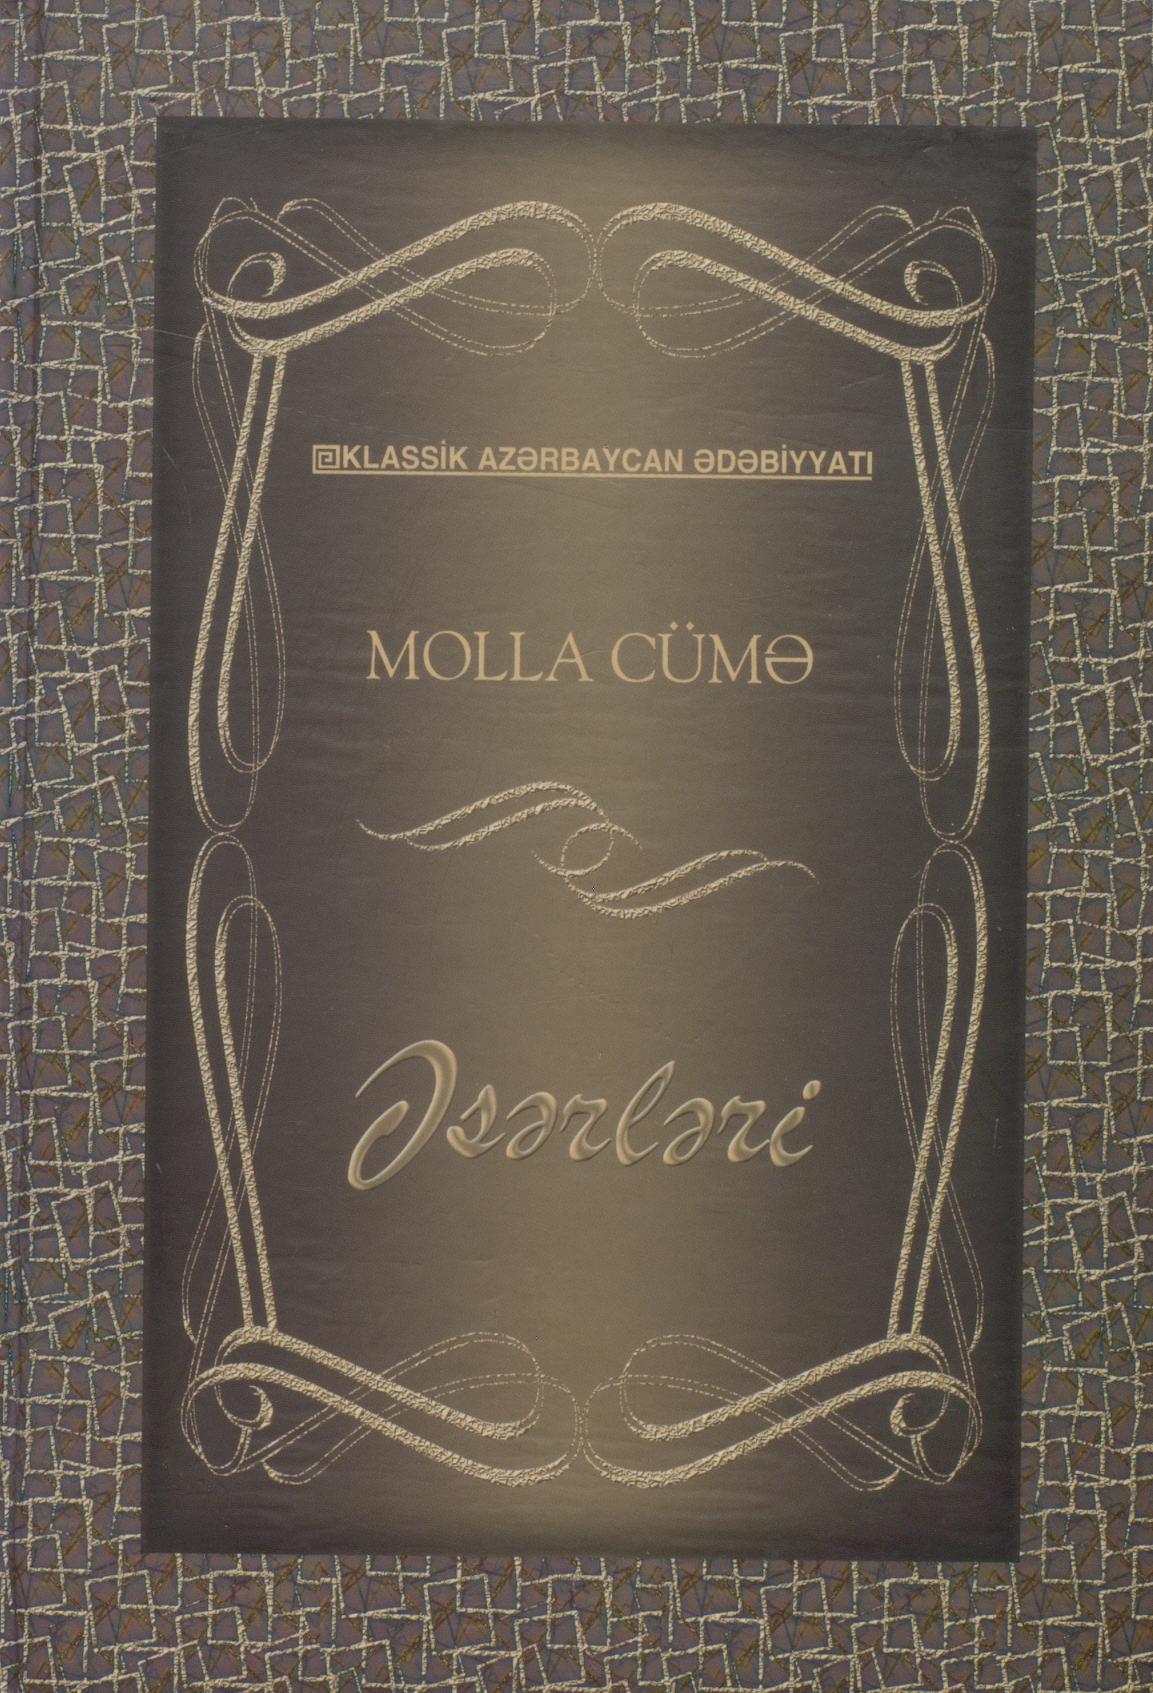 KLASSİK AZƏRBAYCAN ƏDƏBİYYATI
MOLLA CÜMƏ
Əsərləri